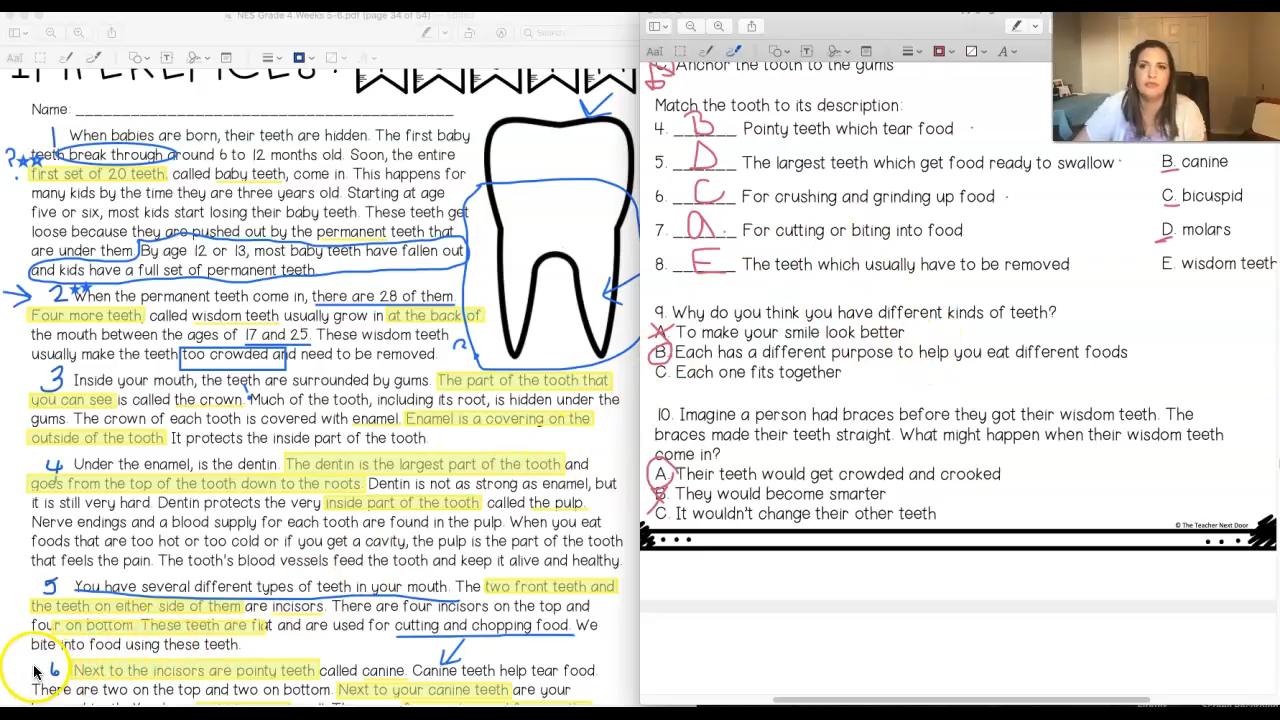 NES Grade 4 Weeks 5-6.pdf (page 34 of 54) — Edited
Search
INFERENCES:
Name:
1 When babies are born, their teeth are hidden. The first baby
teeth break through around 6 to 12 months old. Soon, the entire
first set of 20 teeth, called baby teeth, come in. This happens for
many kids by the time they are three years old. Starting at age
five or six, most kids start losing their baby teeth. These teeth get
loose because they are pushed out by the permanent teeth that
are under them. By age 12 or 13, most baby teeth have fallen out
and kids have a full set of permanent teeth.
2 When the permanent teeth come in, there are 28 of them.
Four more teeth, called wisdom teeth usually grow in at the back of
the mouth between the ages of 17 and 25. These wisdom teeth
usually make the teeth too crowded and need to be removed.
3 Inside your mouth, the teeth are surrounded by gums. The part of the tooth that
you can see is called the crown. Much of the tooth, including its root, is hidden under the
gums. The crown of each tooth is covered with enamel. Enamel is a covering on the
outside of the tooth. It protects the inside part of the tooth.
4 Under the enamel, is the dentin. The dentin is the largest part of the tooth and
goes from the top of the tooth down to the roots. Dentin is not as strong as enamel, but
it is still very hard. Dentin protects the very inside part of the tooth called the pulp.
Nerve endings and a blood supply for each tooth are found in the pulp. When you eat
foods that are too hot or too cold or if you get a cavity, the pulp is the part of the tooth
that feels the pain. The tooth's blood vessels feed the tooth and keep it alive and healthy.
5 You have several different types of teeth in your mouth. The two front teeth and
the teeth on either side of them are incisors. There are four incisors on the top and
four on bottom. These teeth are flat and are used for cutting and chopping food. We
bite into food using these teeth.
6 Next to the incisors are pointy teeth called canine. Canine teeth help tear food.
There are two on the top and two on bottom. Next to your canine teeth are your
C. Anchor the tooth to the gums
Match the tooth to its description:
4. B Pointy teeth which tear food
5. D The largest teeth which get food ready to swallow
B. canine
6. C For crushing and grinding up food
C. bicuspid
7. a For cutting or biting into food
D. molars
8. E The teeth which usually have to be removed
E. wisdom teeth
9. Why do you think you have different kinds of teeth?
A. To make your smile look better
B. Each has a different purpose to help you eat different foods
C. Each one fits together
10. Imagine a person had braces before they got their wisdom teeth. The
braces made their teeth straight. What might happen when their wisdom teeth
come in?
A. Their teeth would get crowded and crooked
B. They would become smarter
C. It wouldn't change their other teeth
© The Teacher Next Door